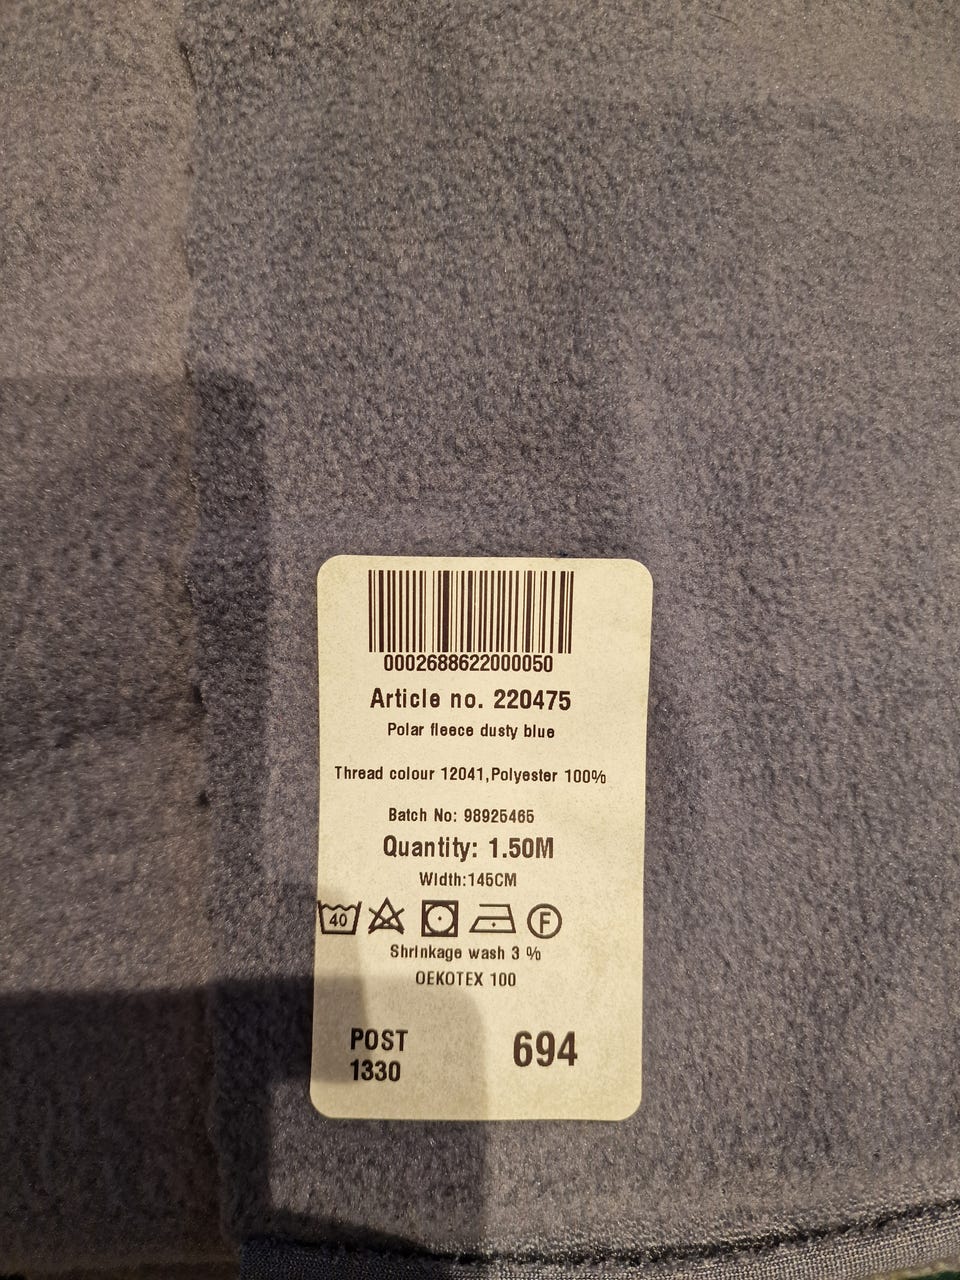 0002688622000050
Article no. 220475
Polar fleece dusty blue
Thread colour 12041,Polyester 100%
Batch No: 98925465
Quantity: 1.50M
Width:145CM
40 F
Shrinkage wash 3 %
OEKOTEX 100
POST 694
1330